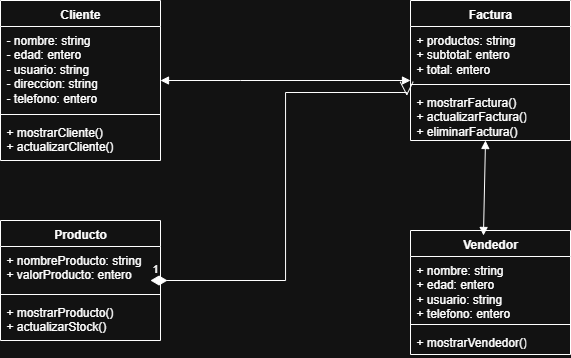 Cliente
- nombre: string
- edad: entero
- usuario: string
- direccion: string
- telefono: entero
+ mostrarCliente()
+ actualizarCliente()
Factura
+ productos: string
+ subtotal: entero
+ total: entero
+ mostrarFactura()
+ actualizarFactura()
+ eliminarFactura()
Producto
+ nombreProducto: string
+ valorProducto: entero
1
+ mostrarProducto()
+ actualizarStock()
Vendedor
+ nombre: string
+ edad: entero
+ usuario: string
+ telefono: entero
+ mostrarVendedor()